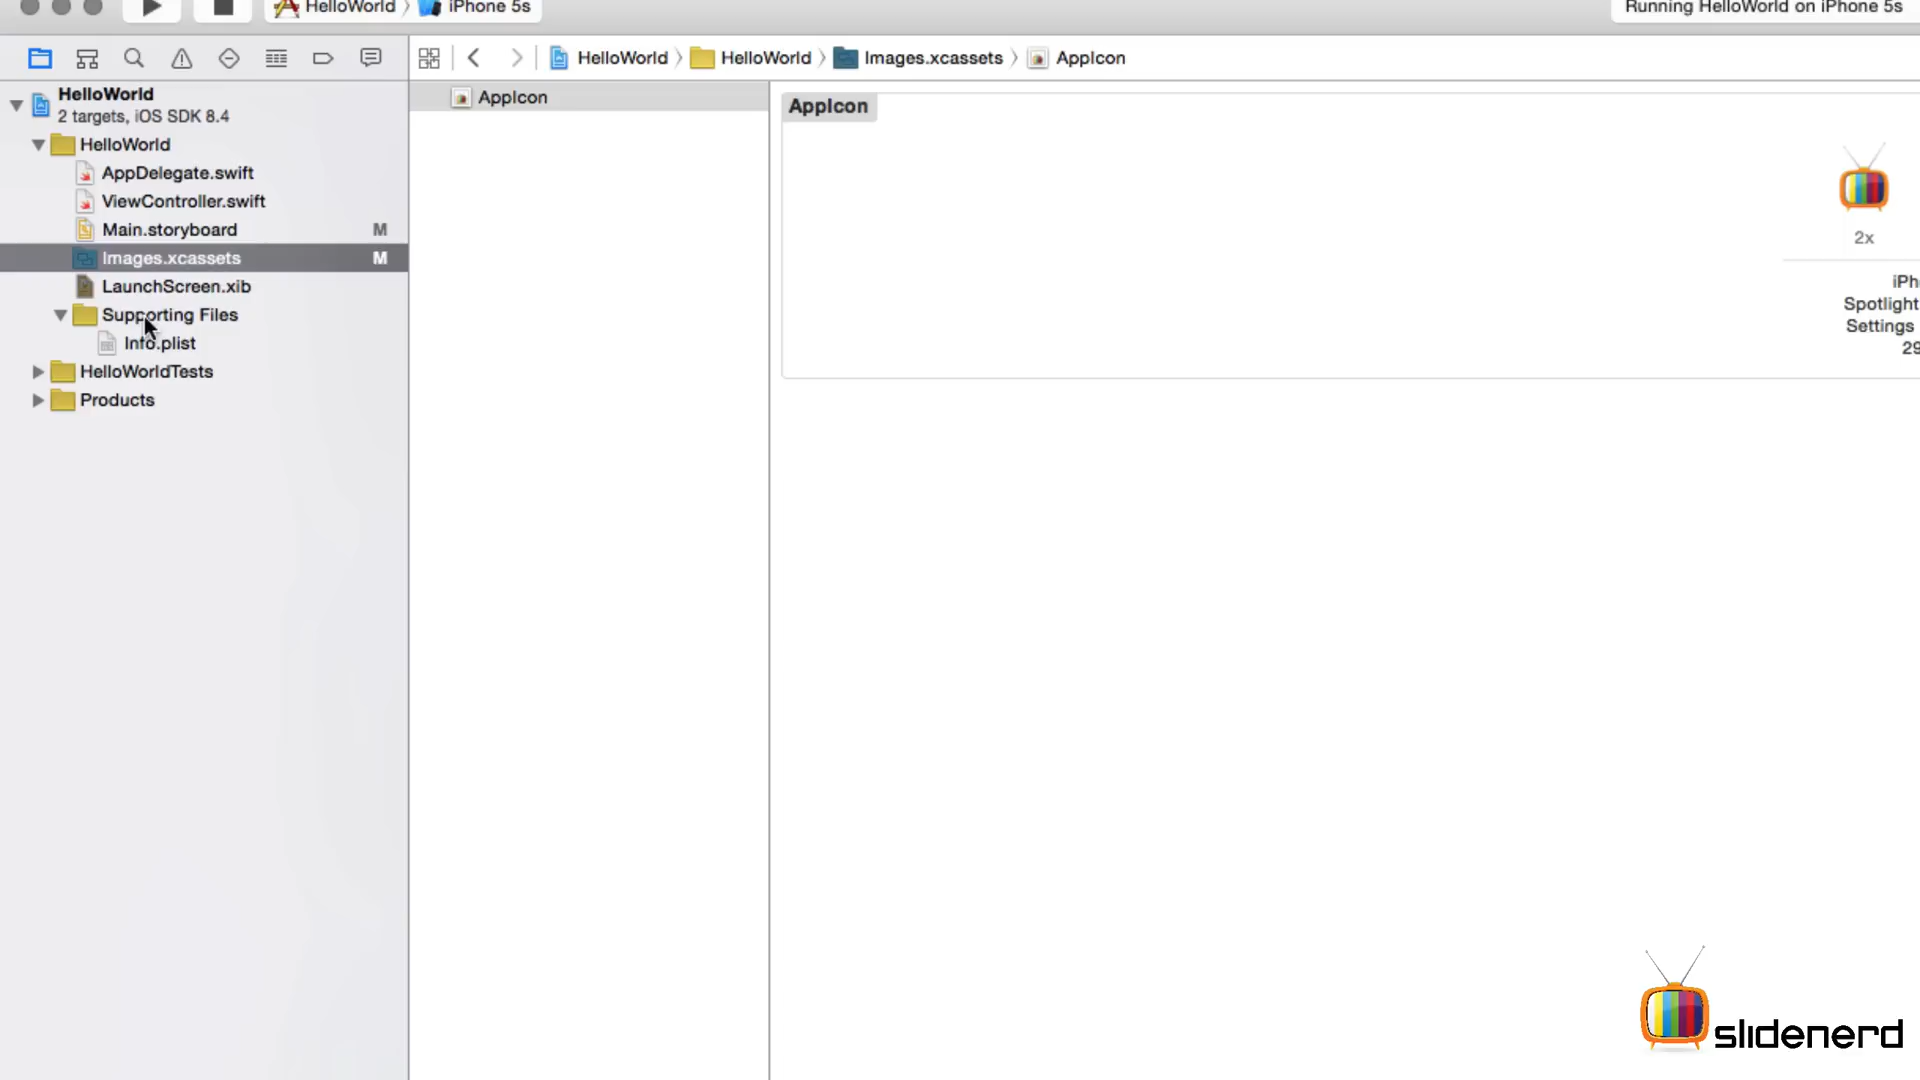 HelloWorld
iPhone 5s
Running HelloWorld on iPhone 5s
HelloWorld
HelloWorld
Images.xcassets
AppIcon
HelloWorld
2 targets, iOS SDK 8.4
HelloWorld
AppDelegate.swift
ViewController.swift
Main.storyboard M
Images.xcassets M
LaunchScreen.xib
Supporting Files
Info.plist
HelloWorldTests
Products
AppIcon
AppIcon
2x
iPh
Spotlight
Settings
29
slidenerd